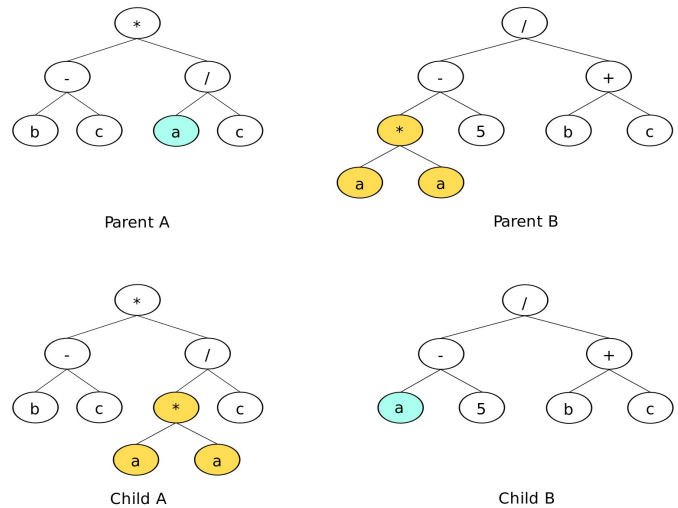 * /
- / - +
b c a c * 5 b c
a a
Parent A Parent B
* /
- / - +
b c * c a 5 b c
a a
Child A Child B